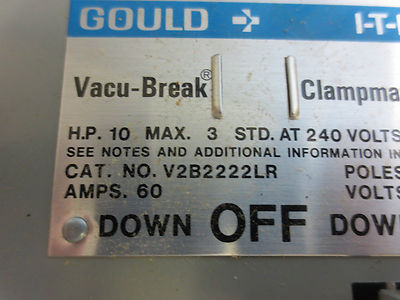 GOULD I-T-
Vacu-Break® Clampma
H.P. 10 MAX. 3 STD. AT 240 VOLTS
SEE NOTES AND ADDITIONAL INFORMATION IN
CAT. NO. V2B2222LR POLES
AMPS. 60 VOLTS
DOWN OFF DOW